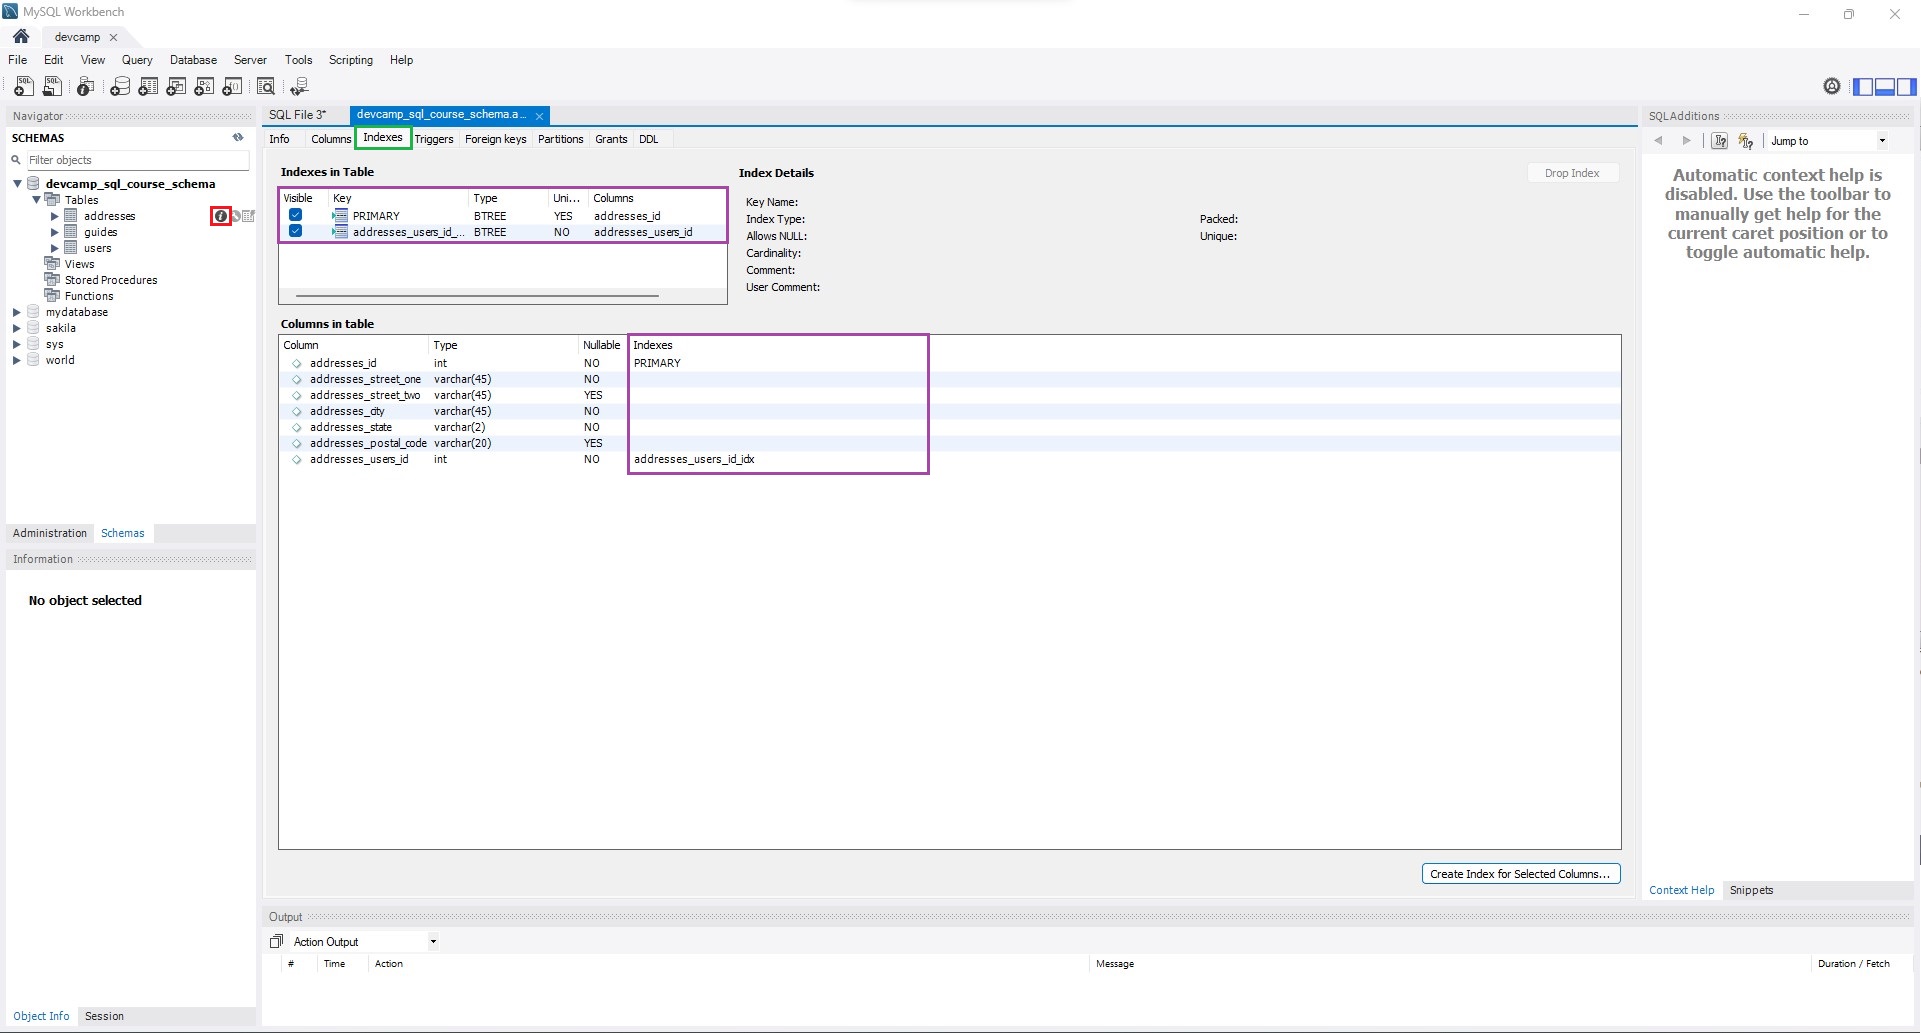 MySQL Workbench
devcamp
File Edit View Query Database Server Tools Scripting Help
Navigator
SCHEMAS
Filter objects
devcamp_sql_course_schema
Tables
addresses
guides
users
Views
Stored Procedures
Functions
mydatabase
sakila
sys
world
Administration Schemas
Information
No object selected
Object Info Session
SQL File 3* devcamp_sql_course_schema.a...
Info Columns Indexes Triggers Foreign keys Partitions Grants DDL
Indexes in Table
Visible Key Type Uni... Columns
PRIMARY BTREE YES addresses_id
addresses_users_id_... BTREE NO addresses_users_id
Index Details
Drop Index
Key Name:
Index Type: Packed:
Allows NULL: Unique:
Cardinality:
Comment:
User Comment:
Columns in table
Column Type Nullable Indexes
addresses_id int NO PRIMARY
addresses_street_one varchar(45) NO
addresses_street_two varchar(45) YES
addresses_city varchar(45) NO
addresses_state varchar(2) NO
addresses_postal_code varchar(20) YES
addresses_users_id int NO addresses_users_id_idx
Create Index for Selected Columns...
SQLAdditions
Jump to
Automatic context help is
disabled. Use the toolbar to
manually get help for the
current caret position or to
toggle automatic help.
Context Help Snippets
Output
Action Output
# Time Action Message Duration / Fetch